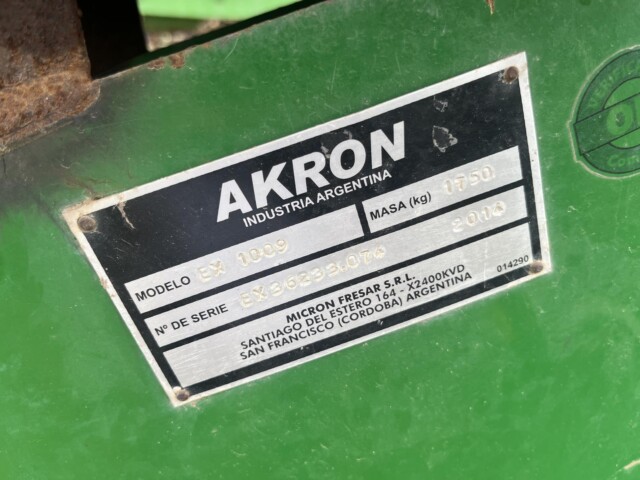 AKRON
INDUSTRIA ARGENTINA
MODELO EX 1009 MASA (kg) 1750
Nº DE SERIE 2010
MICRON FRESAR S.R.L.
SANTIAGO DEL ESTERO 164 - X2400KVD
SAN FRANCISCO (CORDOBA) ARGENTINA
014290